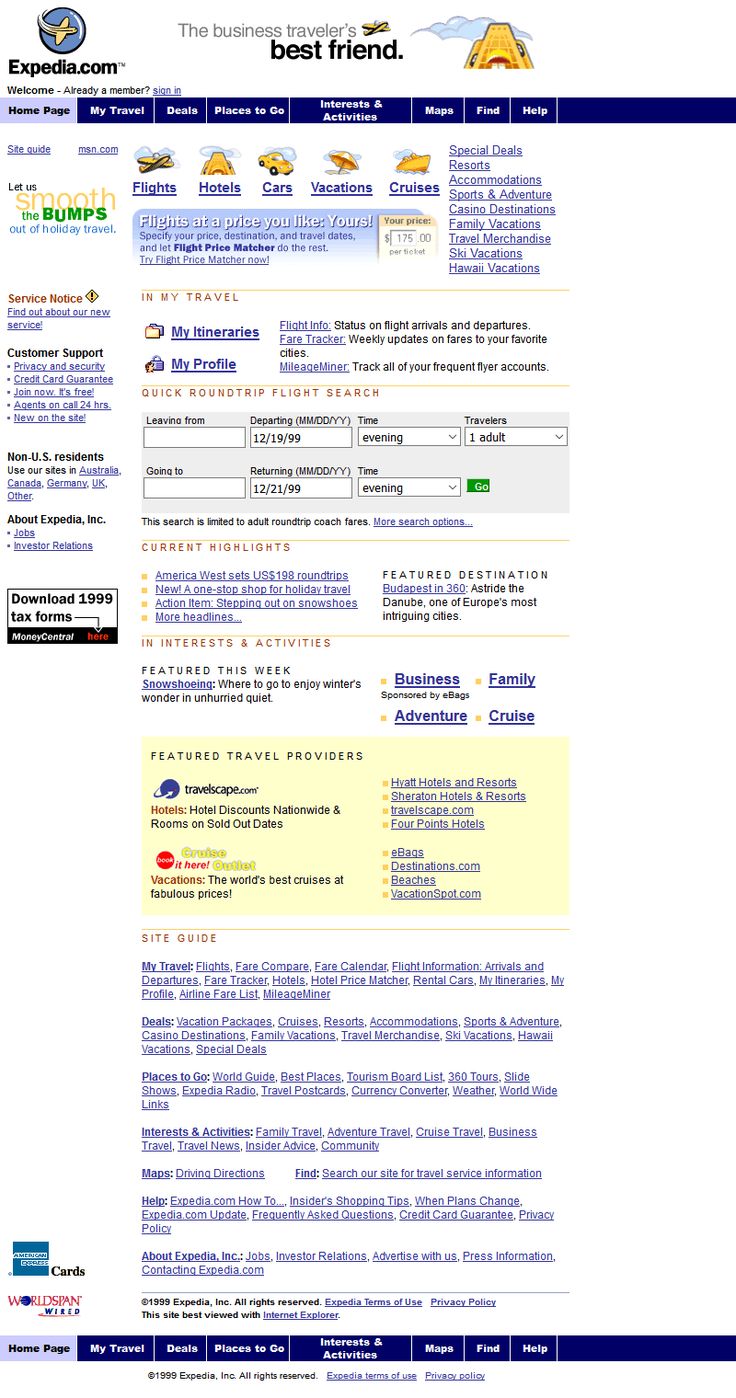 The business traveler's
best friend.
Expedia.com™
Welcome - Already a member? sign in
Home Page My Travel Deals Places to Go Interests & Activities Maps Find Help
Site guide msn.com
Let us
smooth
the BUMPS
out of holiday travel.
Flights Hotels Cars Vacations Cruises
Special Deals
Resorts
Accommodations
Sports & Adventure
Casino Destinations
Family Vacations
Travel Merchandise
Ski Vacations
Hawaii Vacations
Flights at a price you like: Yours!
Specify your price, destination, and travel dates,
and let Flight Price Matcher do the rest.
Try Flight Price Matcher now!
Your price:
$ 175 .00
per ticket
Service Notice
Find out about our new
service!
Customer Support
Privacy and security
Credit Card Guarantee
Join now. It's free!
Agents on call 24 hrs.
New on the site!
Non-U.S. residents
Use our sites in Australia,
Canada, Germany, UK,
Other.
About Expedia, Inc.
Jobs
Investor Relations
Download 1999
tax forms
MoneyCentral here
IN MY TRAVEL
My Itineraries
My Profile
Flight Info: Status on flight arrivals and departures.
Fare Tracker: Weekly updates on fares to your favorite
cities.
MileageMiner: Track all of your frequent flyer accounts.
QUICK ROUNDTRIP FLIGHT SEARCH
Leaving from Departing (MM/DD/YY) Time Travelers
12/19/99 evening 1 adult
Going to Returning (MM/DD/YY) Time
12/21/99 evening Go
This search is limited to adult roundtrip coach fares. More search options...
CURRENT HIGHLIGHTS
America West sets US$198 roundtrips
New! A one-stop shop for holiday travel
Action Item: Stepping out on snowshoes
More headlines...
FEATURED DESTINATION
Budapest in 360: Astride the
Danube, one of Europe's most
intriguing cities.
IN INTERESTS & ACTIVITIES
FEATURED THIS WEEK
Snowshoeing: Where to go to enjoy winter's
wonder in unhurried quiet.
Business Family
Sponsored by eBags
Adventure Cruise
FEATURED TRAVEL PROVIDERS
travelscape.com
Hotels: Hotel Discounts Nationwide &
Rooms on Sold Out Dates
Hyatt Hotels and Resorts
Sheraton Hotels & Resorts
travelscape.com
Four Points Hotels
book it here! Cruise Outlet
Vacations: The world's best cruises at
fabulous prices!
eBags
Destinations.com
Beaches
VacationSpot.com
SITE GUIDE
My Travel: Flights, Fare Compare, Fare Calendar, Flight Information: Arrivals and
Departures, Fare Tracker, Hotels, Hotel Price Matcher, Rental Cars, My Itineraries, My
Profile, Airline Fare List, MileageMiner
Deals: Vacation Packages, Cruises, Resorts, Accommodations, Sports & Adventure,
Casino Destinations, Family Vacations, Travel Merchandise, Ski Vacations, Hawaii
Vacations, Special Deals
Places to Go: World Guide, Best Places, Tourism Board List, 360 Tours, Slide
Shows, Expedia Radio, Travel Postcards, Currency Converter, Weather, World Wide
Links
Interests & Activities: Family Travel, Adventure Travel, Cruise Travel, Business
Travel, Travel News, Insider Advice, Community
Maps: Driving Directions Find: Search our site for travel service information
Help: Expedia.com How To..., Insider's Shopping Tips, When Plans Change,
Expedia.com Update, Frequently Asked Questions, Credit Card Guarantee, Privacy
Policy
About Expedia, Inc.: Jobs, Investor Relations, Advertise with us, Press Information,
Contacting Expedia.com
AMERICAN EXPRESS Cards
WORLDSPAN WIRED
©1999 Expedia, Inc. All rights reserved. Expedia Terms of Use Privacy Policy
This site best viewed with Internet Explorer.
Home Page My Travel Deals Places to Go Interests & Activities Maps Find Help
©1999 Expedia, Inc. All rights reserved. Expedia terms of use Privacy policy